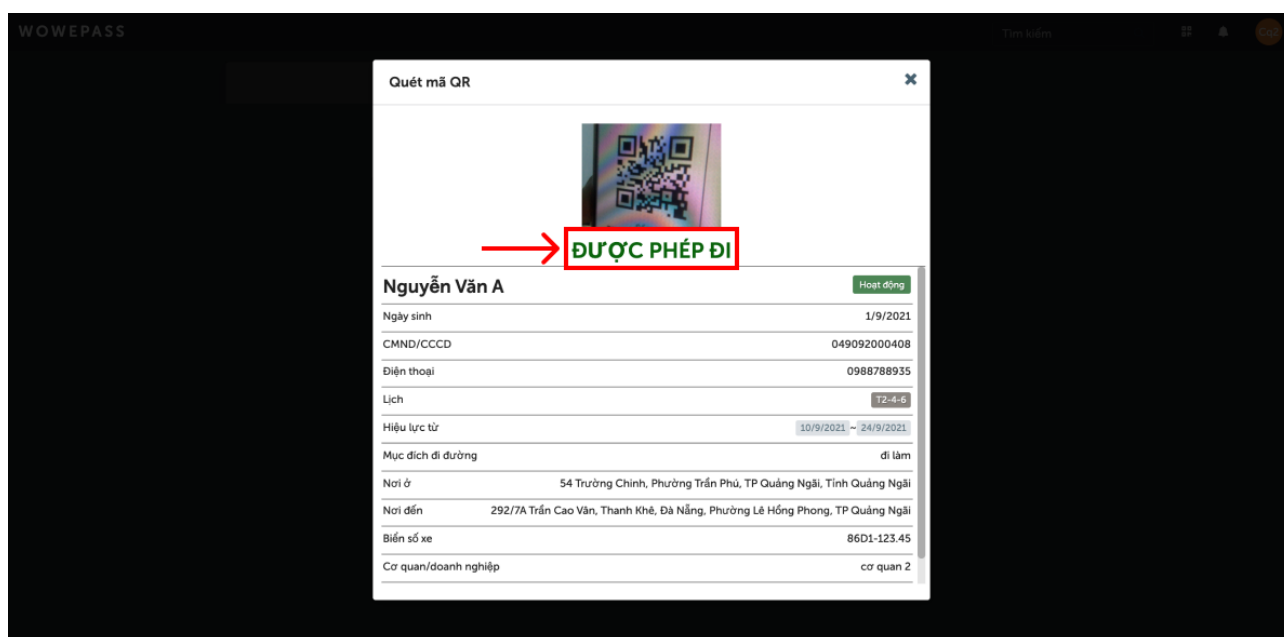 WOWEPASS
Tìm kiếm
CqZ
Quét mã QR
ĐƯỢC PHÉP ĐI
Nguyễn Văn A Hoạt động
Ngày sinh 1/9/2021
CMND/CCCD 049092000408
Điện thoại 0988788935
Lịch T2-4-6
Hiệu lực từ 10/9/2021 ~ 24/9/2021
Mục đích đi đường đi làm
Nơi ở 54 Trường Chinh, Phường Trần Phú, TP Quảng Ngãi, Tỉnh Quảng Ngãi
Nơi đến 292/7A Trần Cao Vân, Thanh Khê, Đà Nẵng, Phường Lê Hồng Phong, TP Quảng Ngãi
Biển số xe 86D1-123.45
Cơ quan/doanh nghiệp cơ quan 2